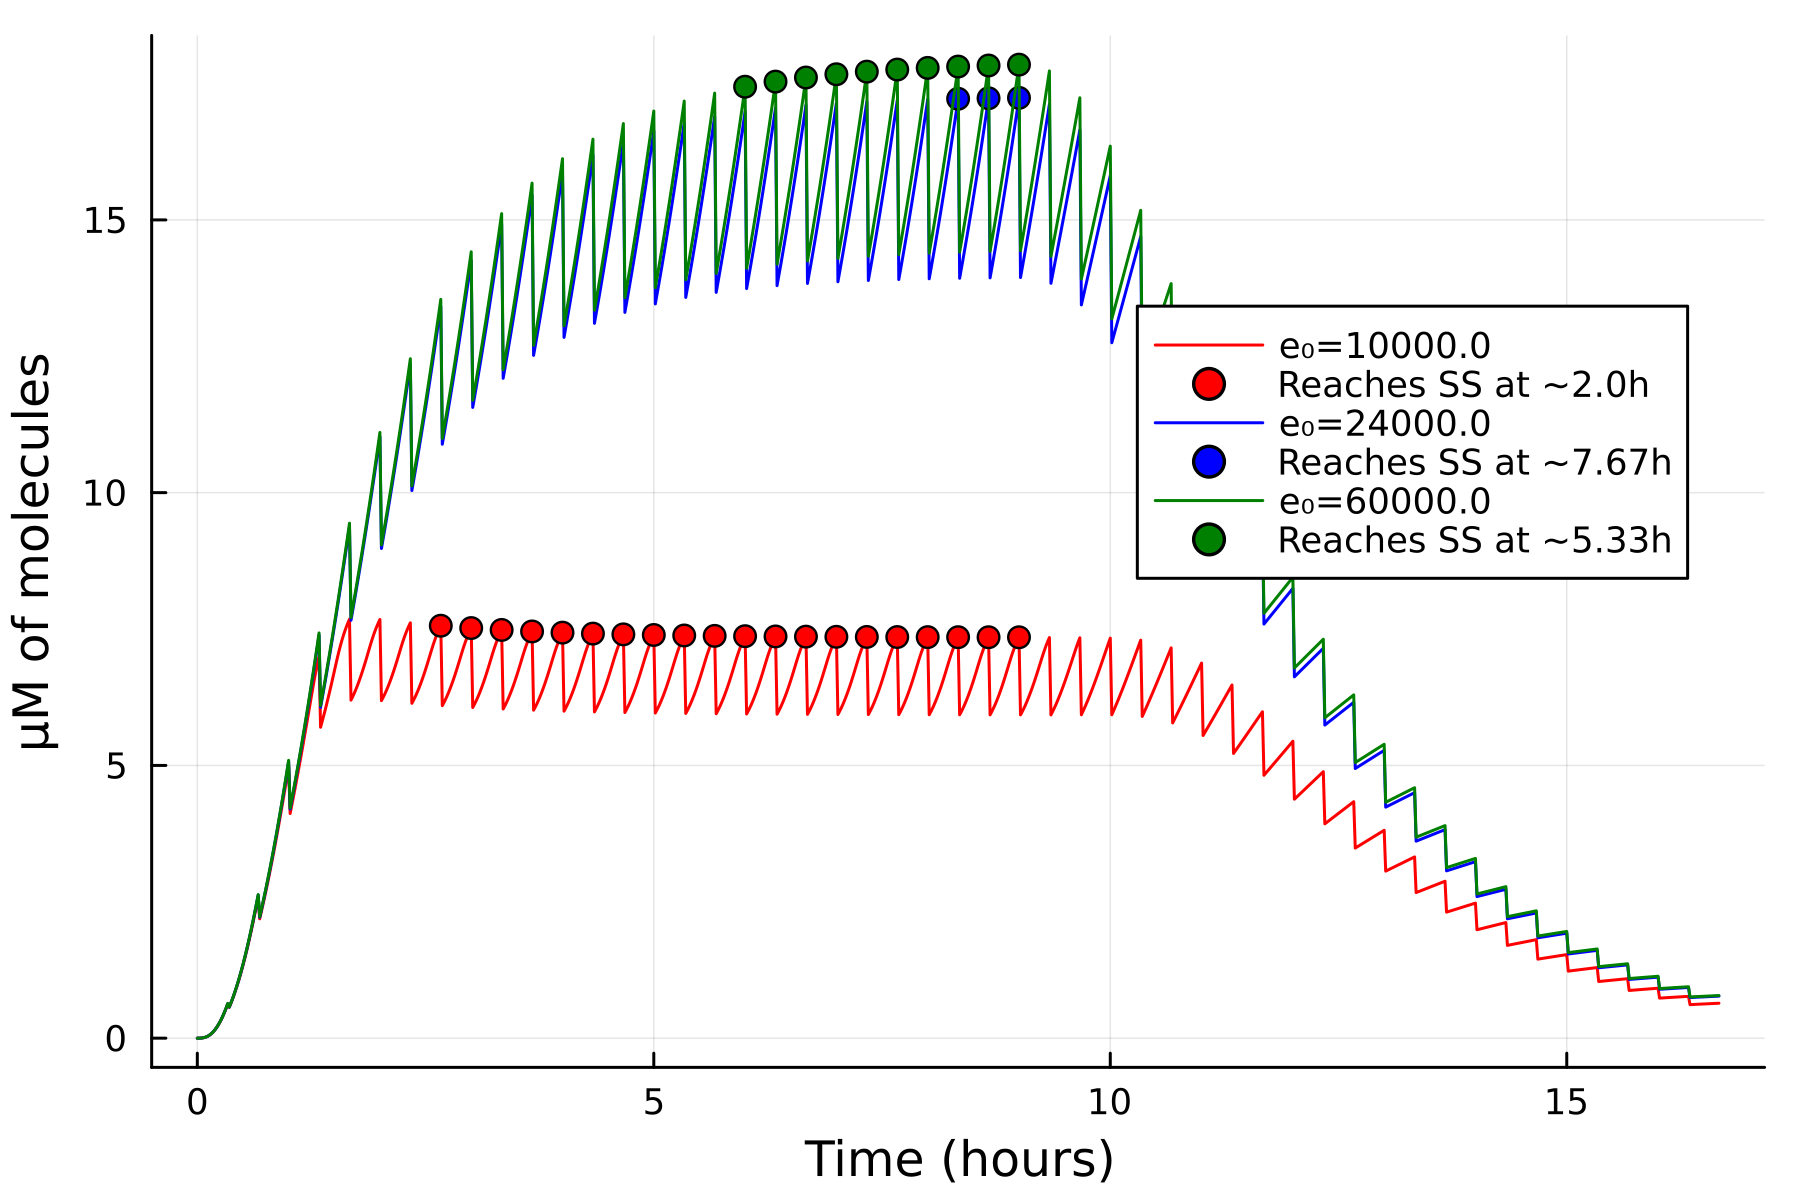 µM of molecules
15
10
5
0
e₀=10000.0
Reaches SS at ~2.0h
e₀=24000.0
Reaches SS at ~7.67h
e₀=60000.0
Reaches SS at ~5.33h
0 5 10 15
Time (hours)